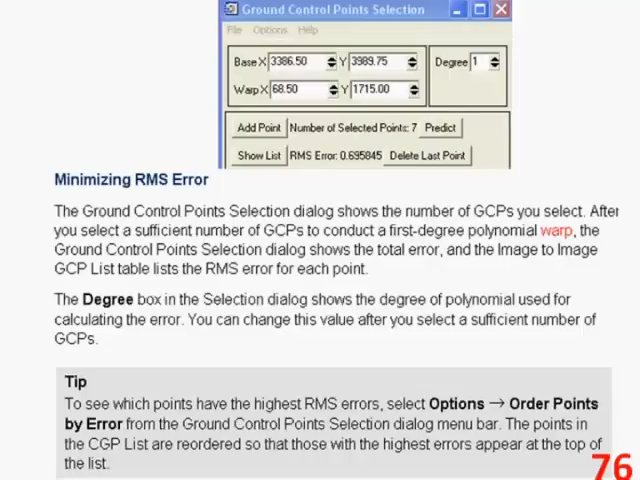 Ground Control Points Selection
File Options Help
Base X 3386.50 Y 3989.75 Degree 1
Warp X 68.50 Y 1715.00
Add Point Number of Selected Points: 7 Predict
Show List RMS Error: 0.695845 Delete Last Point
Minimizing RMS Error
The Ground Control Points Selection dialog shows the number of GCPs you select. After
you select a sufficient number of GCPs to conduct a first-degree polynomial warp, the
Ground Control Points Selection dialog shows the total error, and the Image to Image
GCP List table lists the RMS error for each point.
The Degree box in the Selection dialog shows the degree of polynomial used for
calculating the error. You can change this value after you select a sufficient number of
GCPs.
Tip
To see which points have the highest RMS errors, select Options → Order Points
by Error from the Ground Control Points Selection dialog menu bar. The points in
the CGP List are reordered so that those with the highest errors appear at the top of
the list.
76